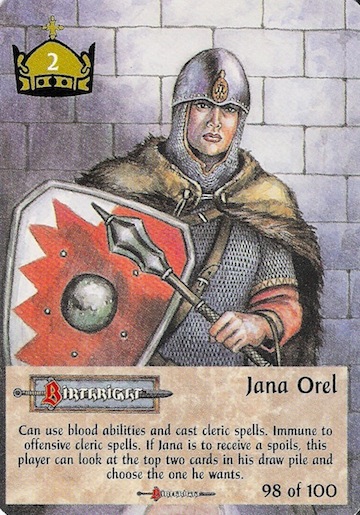 2
Jana Orel
BIRTHRIGHT
Can use blood abilities and cast cleric spells. Immune to
offensive cleric spells. If Jana is to receive a spoils, this
player can look at the top two cards in his draw pile and
choose the one he wants.
BIRTHRIGHT
98 of 100